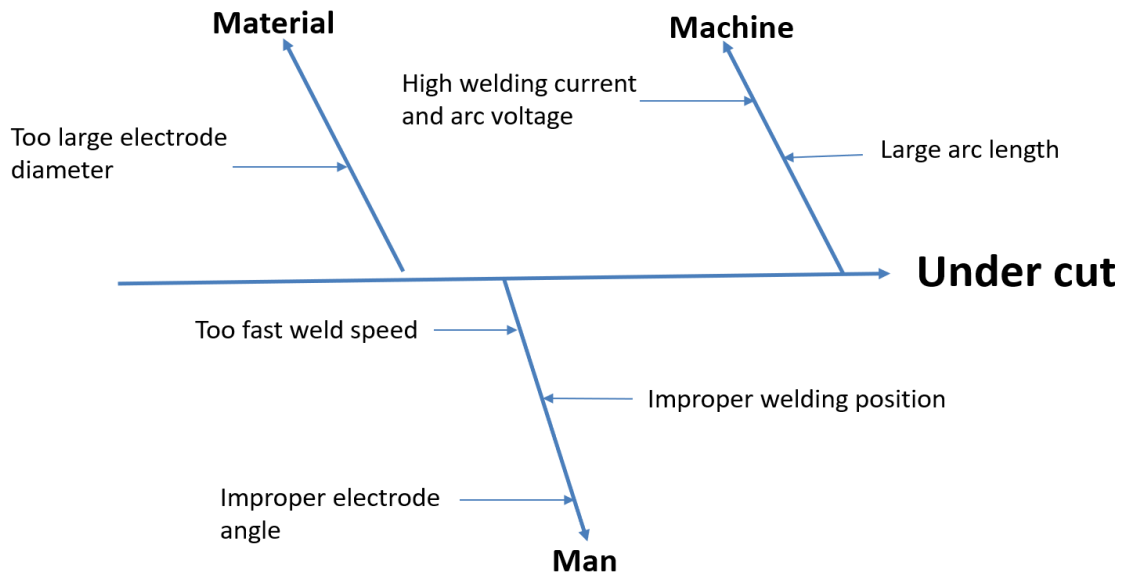 Material
Machine
High welding current
and arc voltage
Too large electrode
diameter
Large arc length
Under cut
Too fast weld speed
Improper welding position
Improper electrode
angle
Man